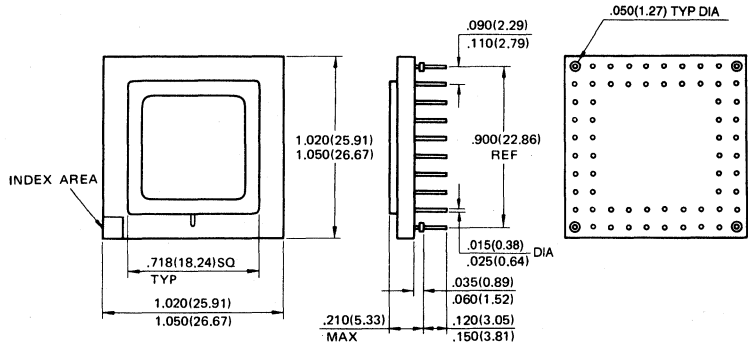 .050(1.27) TYP DIA
.090(2.29)
.110(2.79)
1.020(25.91)
1.050(26.67)
.900(22.86)
REF
INDEX AREA
.015(0.38)
.025(0.64)
DIA
.718(18.24)SQ
TYP
.035(0.89)
.060(1.52)
1.020(25.91)
1.050(26.67)
.210(5.33)
MAX
.120(3.05)
.150(3.81)